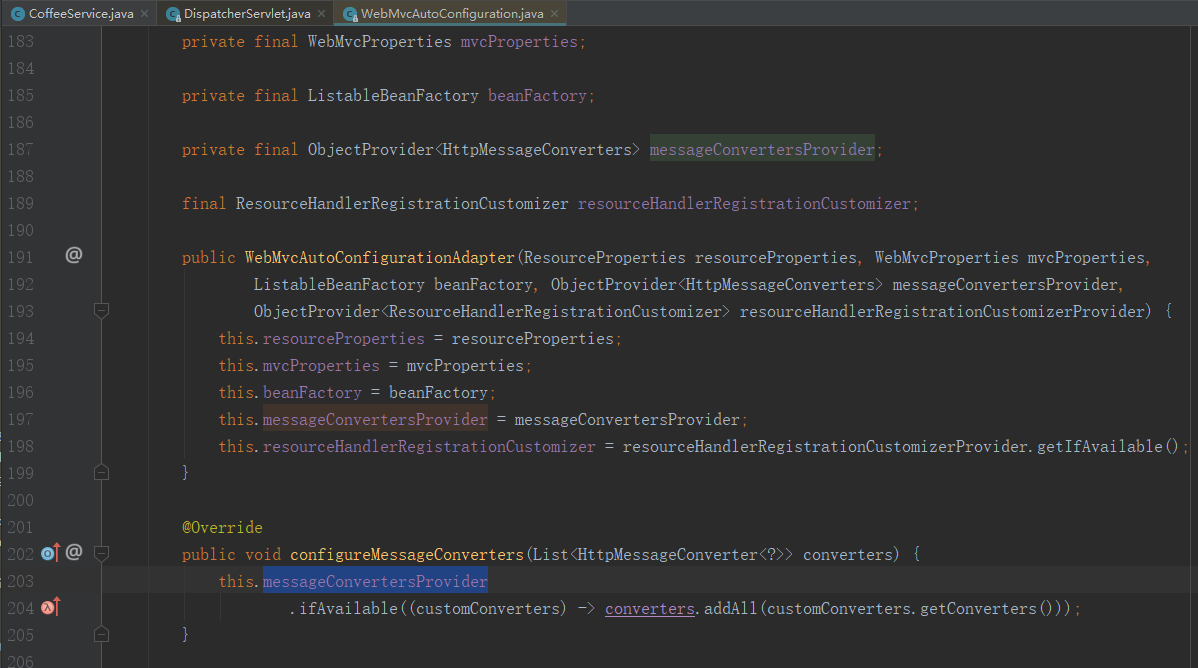 CoffeeService.java DispatcherServlet.java WebMvcAutoConfiguration.java
183 private final WebMvcProperties mvcProperties;
184
185 private final ListableBeanFactory beanFactory;
186
187 private final ObjectProvider<HttpMessageConverters> messageConvertersProvider;
188
189 final ResourceHandlerRegistrationCustomizer resourceHandlerRegistrationCustomizer;
190
191 @ public WebMvcAutoConfigurationAdapter(ResourceProperties resourceProperties, WebMvcProperties mvcProperties,
192 ListableBeanFactory beanFactory, ObjectProvider<HttpMessageConverters> messageConvertersProvider,
193 ObjectProvider<ResourceHandlerRegistrationCustomizer> resourceHandlerRegistrationCustomizerProvider) {
194 this.resourceProperties = resourceProperties;
195 this.mvcProperties = mvcProperties;
196 this.beanFactory = beanFactory;
197 this.messageConvertersProvider = messageConvertersProvider;
198 this.resourceHandlerRegistrationCustomizer = resourceHandlerRegistrationCustomizerProvider.getIfAvailable();
199 }
200
201 @Override
202 @ public void configureMessageConverters(List<HttpMessageConverter<?>> converters) {
203 this.messageConvertersProvider
204 .ifAvailable((customConverters) -> converters.addAll(customConverters.getConverters()));
205 }
206